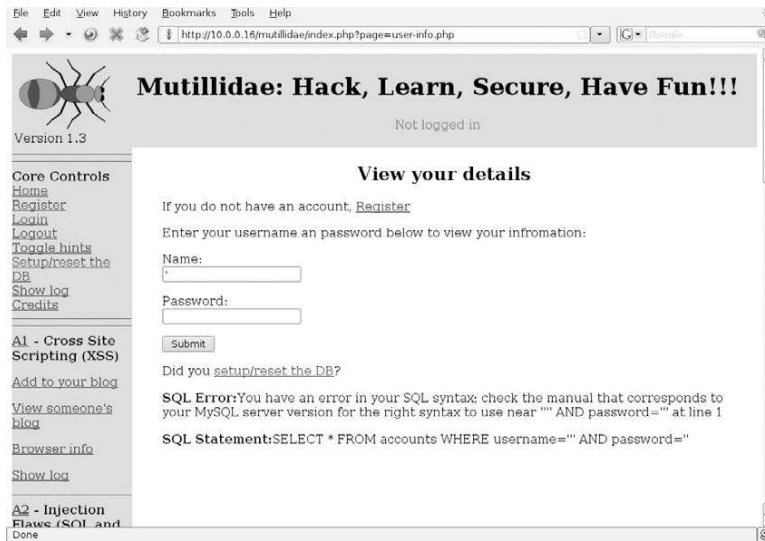 File Edit View History Bookmarks Tools Help
http://10.0.0.16/mutillidae/index.php?page=user-info.php
G Google
Mutillidae: Hack, Learn, Secure, Have Fun!!!
Version 1.3
Not logged in
Core Controls
Home
Register
Login
Logout
Toggle hints
Setup/reset the
DB
Show log
Credits
A1 - Cross Site
Scripting (XSS)
Add to your blog
View someone's
blog
Browser info
Show log
A2 - Injection
Flaws (SQL and
View your details
If you do not have an account, Register
Enter your username an password below to view your infromation:
Name:
'
Password:
Submit
Did you setup/reset the DB?
SQL Error:You have an error in your SQL syntax; check the manual that corresponds to
your MySQL server version for the right syntax to use near ''''' AND password=''' at line 1
SQL Statement:SELECT * FROM accounts WHERE username=''' AND password=''
Done